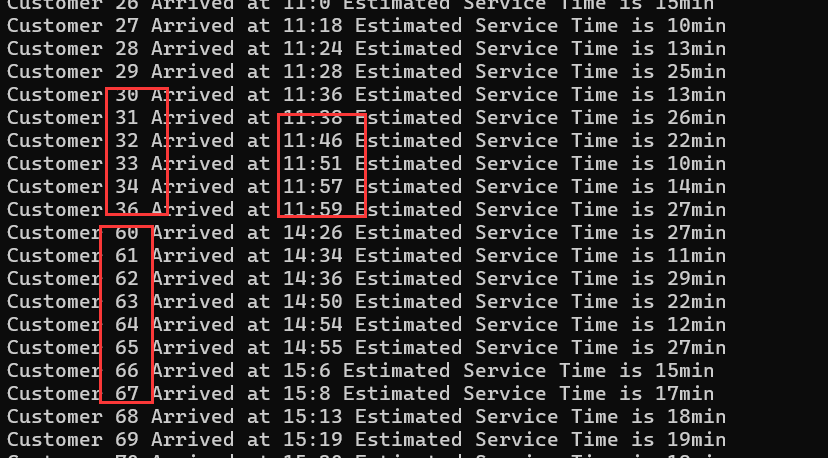 Customer 26 Arrived at 11:0 Estimated Service Time is 15min
Customer 27 Arrived at 11:18 Estimated Service Time is 10min
Customer 28 Arrived at 11:24 Estimated Service Time is 13min
Customer 29 Arrived at 11:28 Estimated Service Time is 25min
Customer 30 Arrived at 11:36 Estimated Service Time is 13min
Customer 31 Arrived at 11:38 Estimated Service Time is 26min
Customer 32 Arrived at 11:46 Estimated Service Time is 22min
Customer 33 Arrived at 11:51 Estimated Service Time is 10min
Customer 34 Arrived at 11:57 Estimated Service Time is 14min
Customer 36 Arrived at 11:59 Estimated Service Time is 27min
Customer 60 Arrived at 14:26 Estimated Service Time is 27min
Customer 61 Arrived at 14:34 Estimated Service Time is 11min
Customer 62 Arrived at 14:36 Estimated Service Time is 29min
Customer 63 Arrived at 14:50 Estimated Service Time is 22min
Customer 64 Arrived at 14:54 Estimated Service Time is 12min
Customer 65 Arrived at 14:55 Estimated Service Time is 27min
Customer 66 Arrived at 15:6 Estimated Service Time is 15min
Customer 67 Arrived at 15:8 Estimated Service Time is 17min
Customer 68 Arrived at 15:13 Estimated Service Time is 18min
Customer 69 Arrived at 15:19 Estimated Service Time is 19min